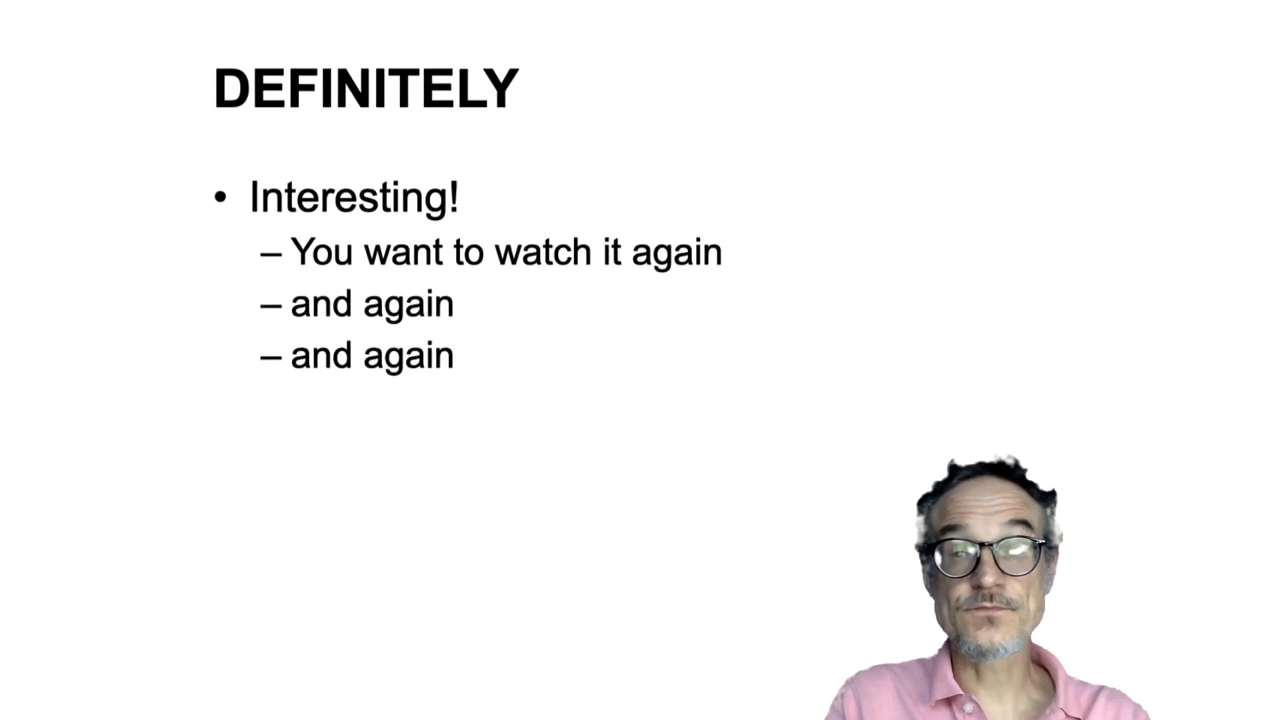 DEFINITELY
• Interesting!
– You want to watch it again
– and again
– and again